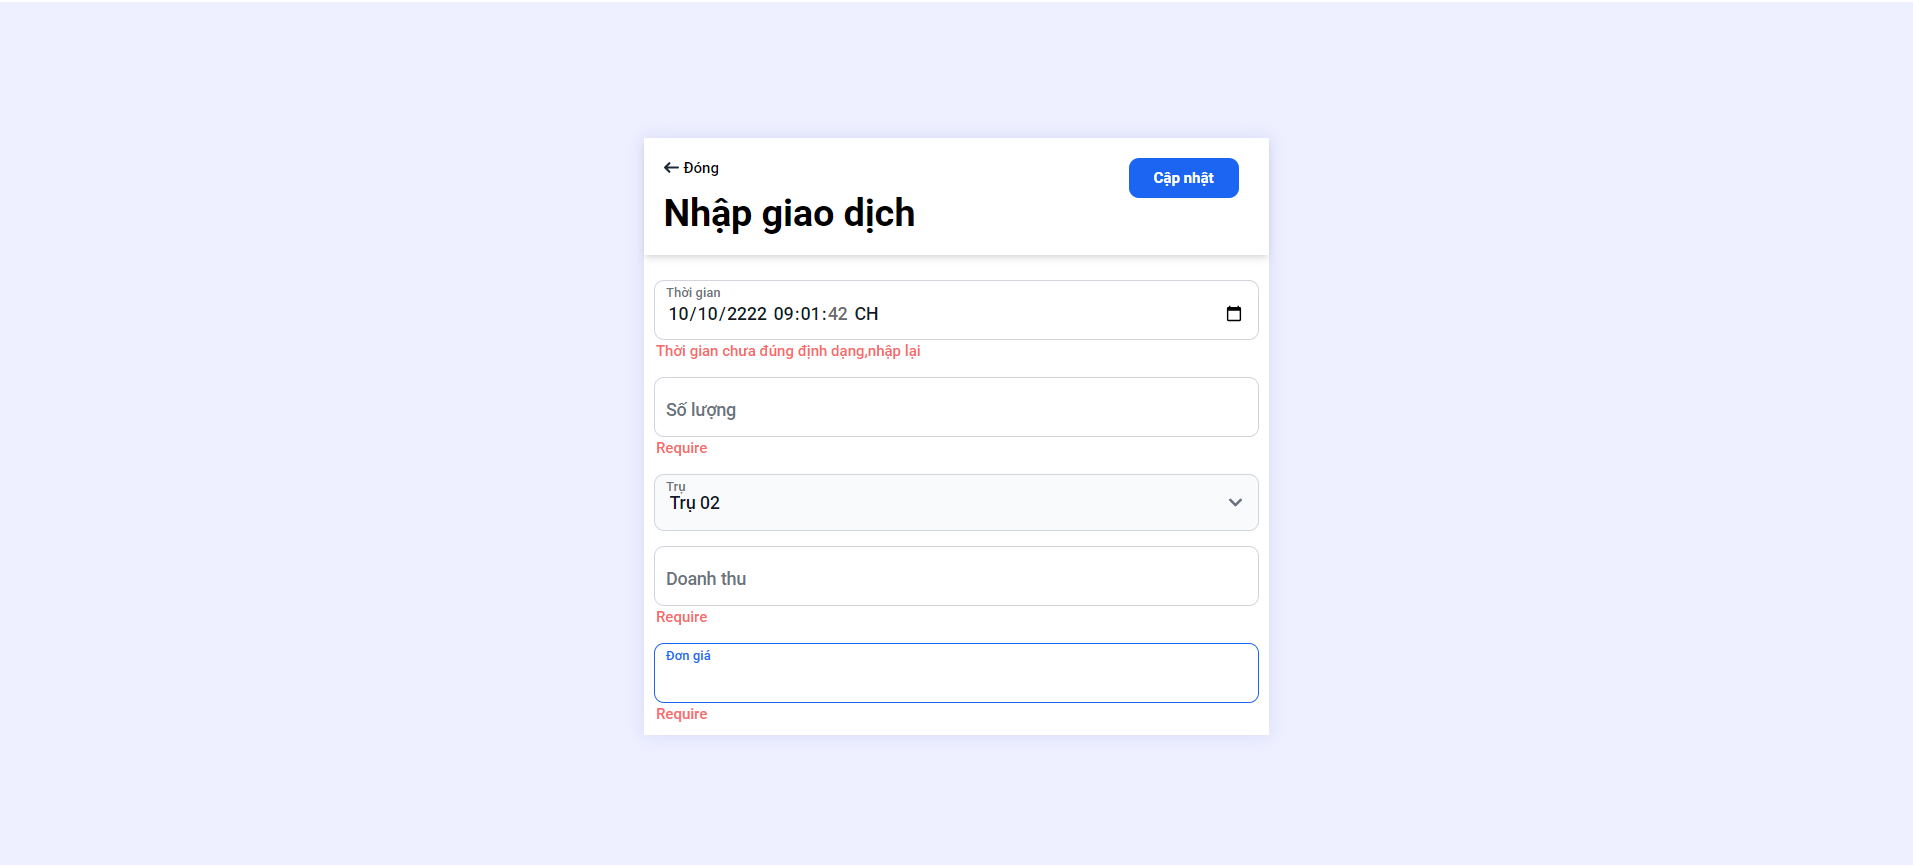 Đóng
Cập nhật
Nhập giao dịch
Thời gian
10/10/2222 09:01:42 CH
Thời gian chưa đúng định dạng,nhập lại
Số lượng
Require
Trụ
Trụ 02
Doanh thu
Require
Đơn giá
Require